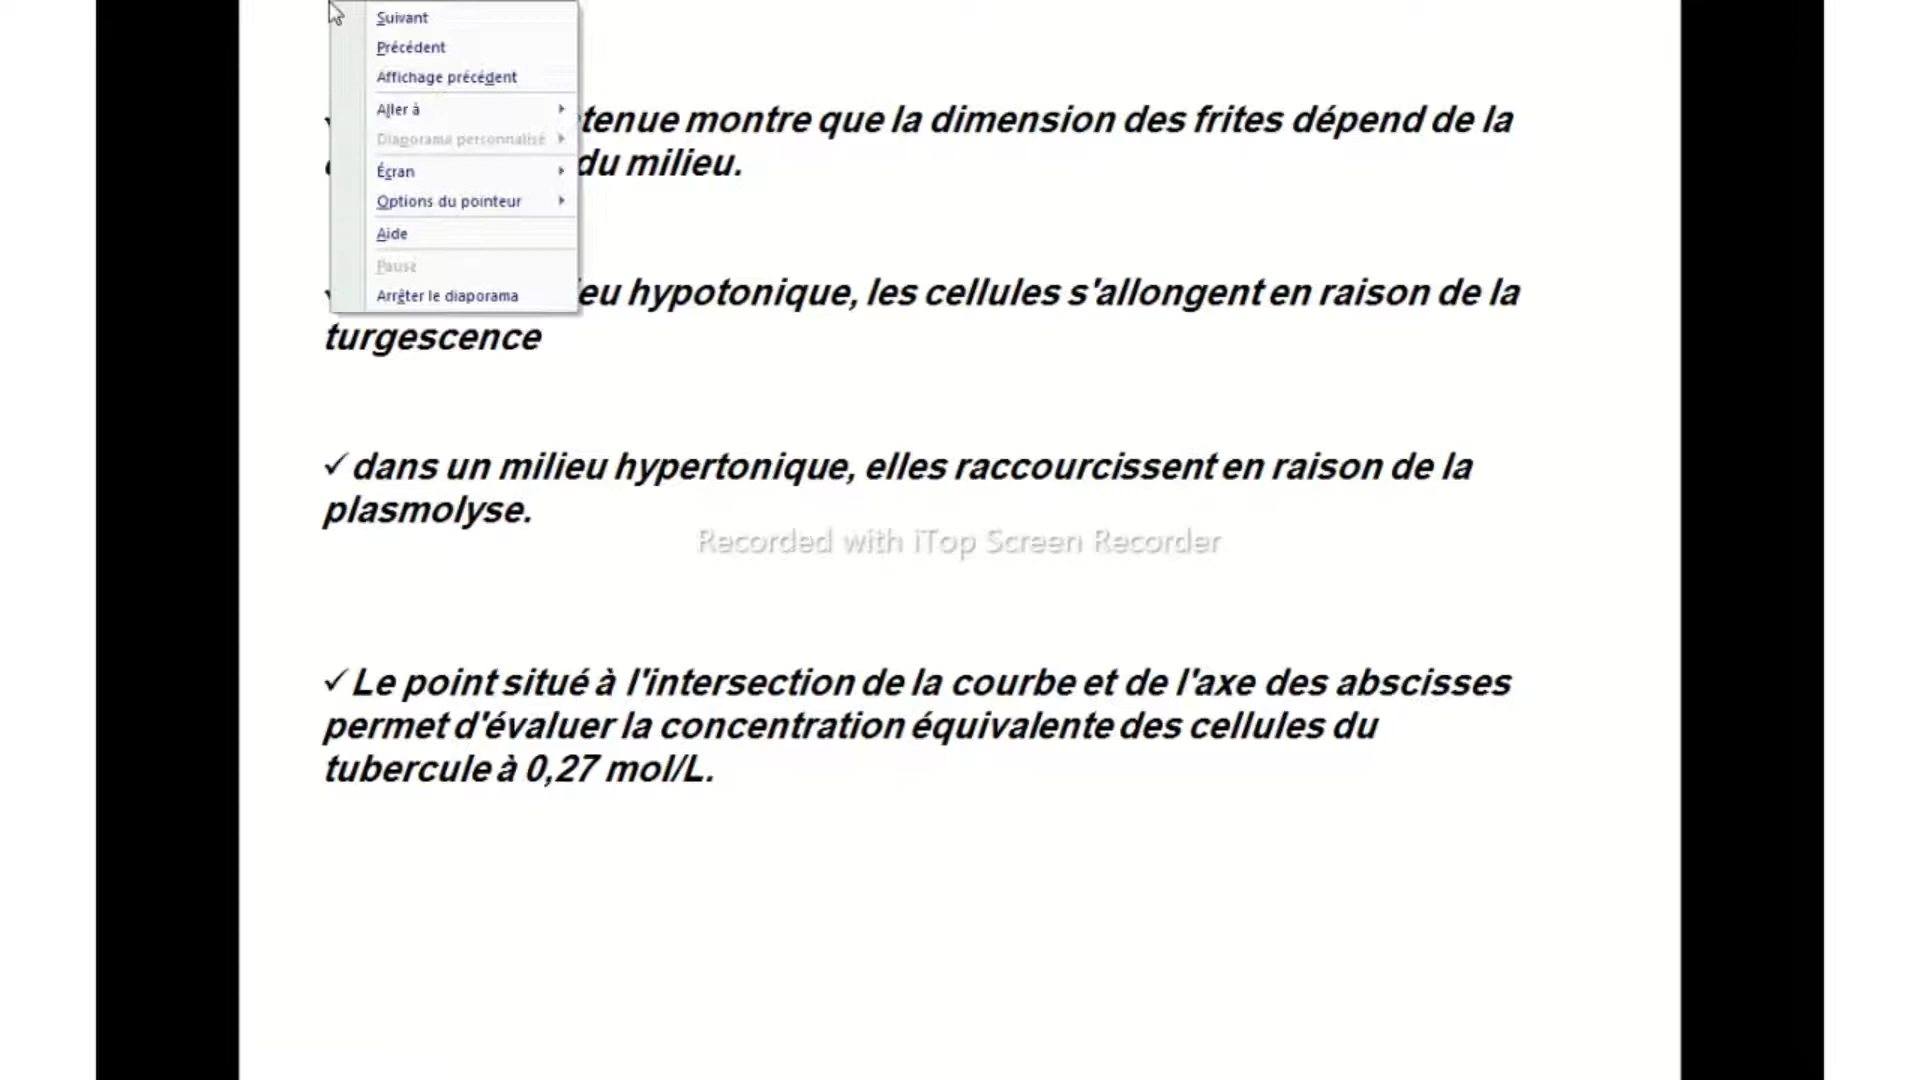 Suivant
Précédent
Affichage précédent
Aller à
Diaporama personnalisé
Écran
Options du pointeur
Aide
Pause
Arrêter le diaporama
tenue montre que la dimension des frites dépend de la
du milieu.
eu hypotonique, les cellules s'allongent en raison de la
turgescence
✓ dans un milieu hypertonique, elles raccourcissent en raison de la
plasmolyse.
Recorded with iTop Screen Recorder
✓ Le point situé à l'intersection de la courbe et de l'axe des abscisses
permet d'évaluer la concentration équivalente des cellules du
tubercule à 0,27 mol/L.